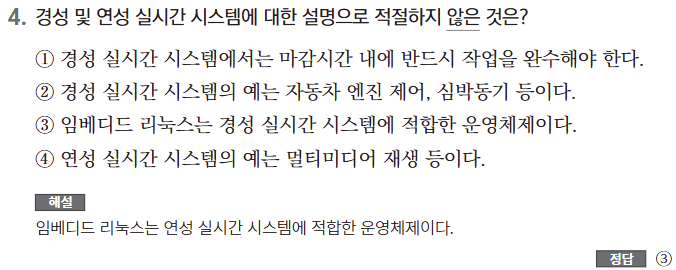 4. 경성 및 연성 실시간 시스템에 대한 설명으로 적절하지 않은 것은?
① 경성 실시간 시스템에서는 마감시간 내에 반드시 작업을 완수해야 한다.
② 경성 실시간 시스템의 예는 자동차 엔진 제어, 심박동기 등이다.
③ 임베디드 리눅스는 경성 실시간 시스템에 적합한 운영체제이다.
④ 연성 실시간 시스템의 예는 멀티미디어 재생 등이다.
해설
임베디드 리눅스는 연성 실시간 시스템에 적합한 운영체제이다.
정답 ③